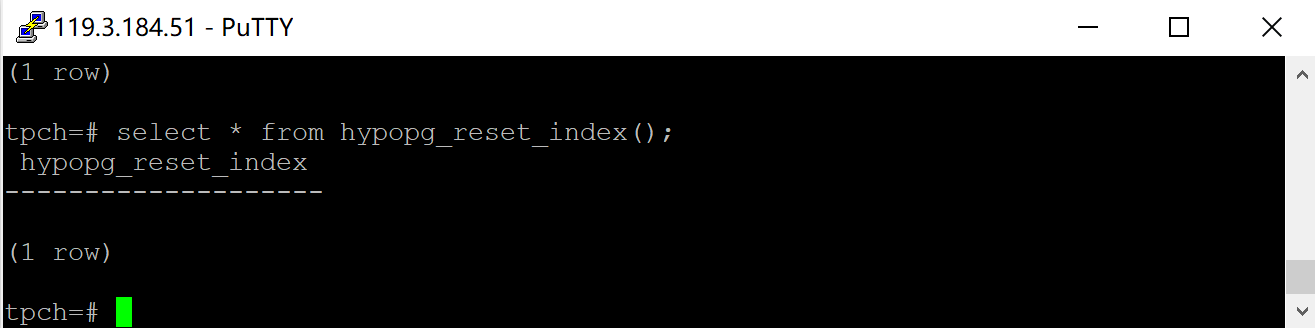 119.3.184.51 - PuTTY
(1 row)
tpch=# select * from hypopg_reset_index();
 hypopg_reset_index
--------------------
(1 row)
tpch=#